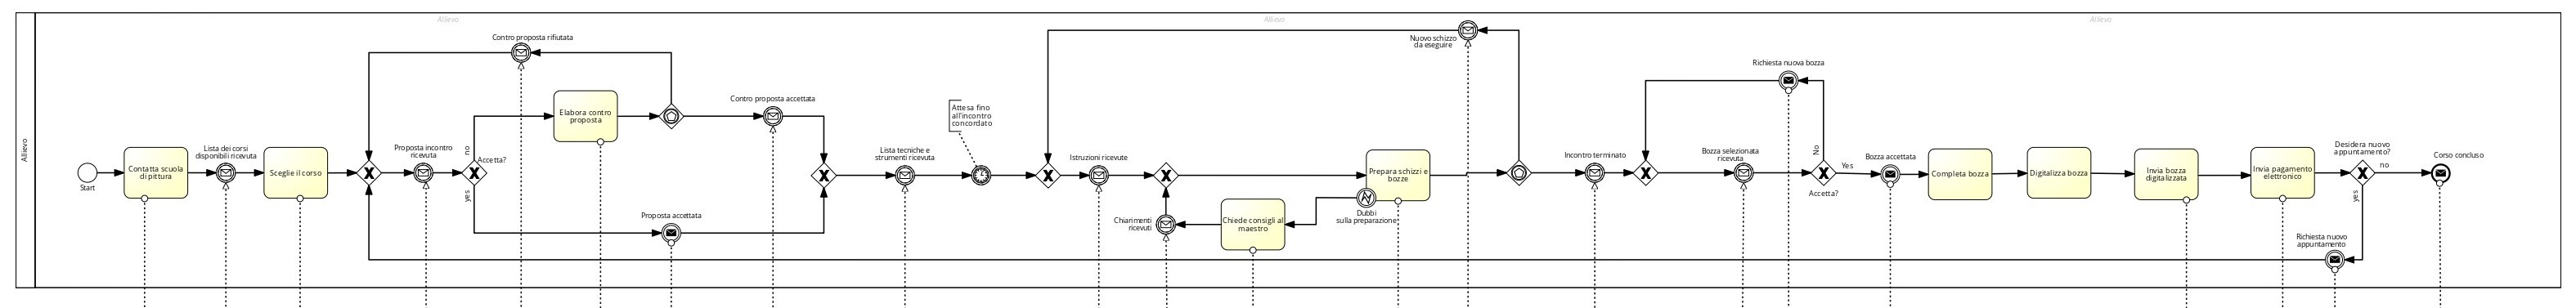 Allievo
Allievo
Allievo
Allievo
Start
Contatta scuola
di pittura
Lista dei corsi
disponibili ricevuta
Sceglie il corso
Contro proposta rifiutata
Proposta incontro
ricevuta
Accetta?
no
yes
Elabora contro
proposta
Contro proposta accettata
Proposta accettata
Lista tecniche e
strumenti ricevuta
Attesa fino
all'incontro
concordato
Istruzioni ricevute
Chiarimenti
ricevuti
Chiede consigli al
maestro
Prepara schizzi e
bozze
Dubbi
sulla preparazione
Nuovo schizzo
da eseguire
Incontro terminato
Bozza selezionata
ricevuta
Richiesta nuova bozza
No
Accetta?
Yes
Bozza accettata
Completa bozza
Digitalizza bozza
Invia bozza
digitalizzata
Invia pagamento
elettronico
Desidera nuovo
appuntamento?
no
yes
Richiesta nuovo
appuntamento
Corso concluso